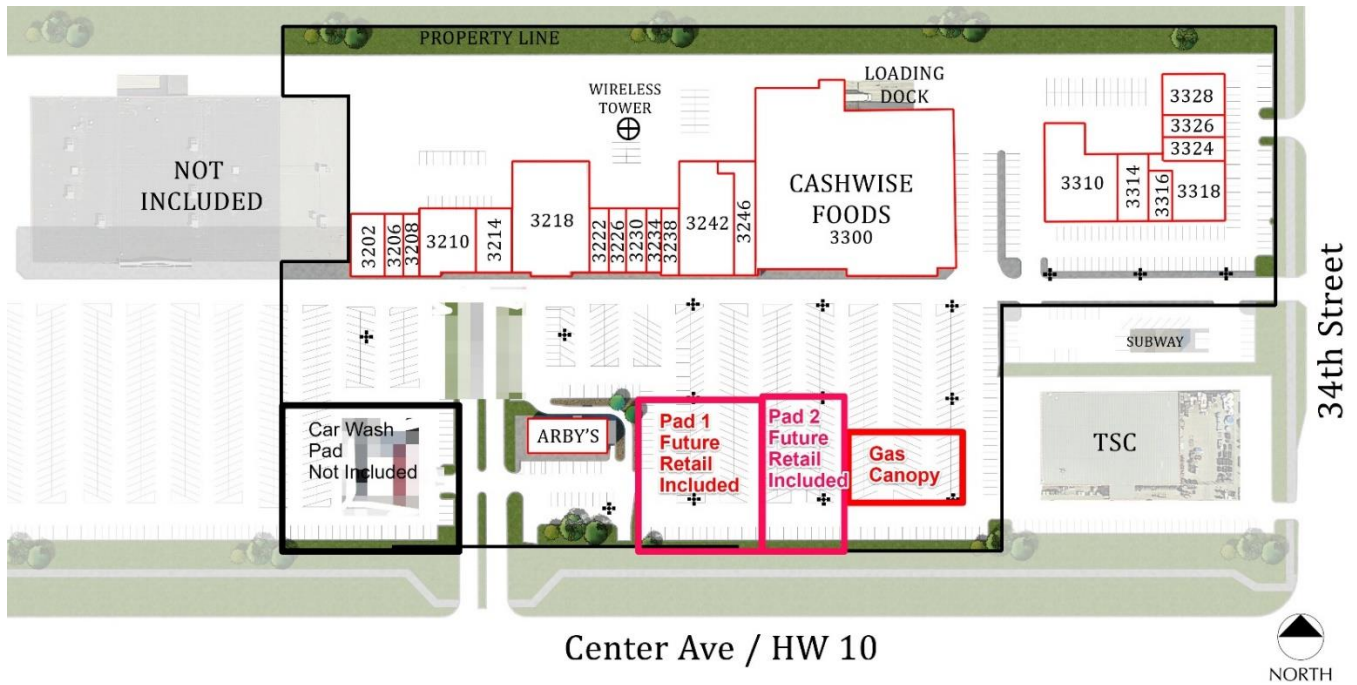 PROPERTY LINE
LOADING
DOCK
WIRELESS
TOWER
NOT
INCLUDED
CASHWISE
FOODS
3300
3202
3206
3208
3210
3214
3218
3222
3226
3230
3234
3238
3242
3246
3310
3314
3316
3318
3324
3326
3328
34th Street
SUBWAY
TSC
Car Wash
Pad
Not Included
ARBY'S
Pad 1
Future
Retail
Included
Pad 2
Future
Retail
Included
Gas
Canopy
Center Ave / HW 10
NORTH